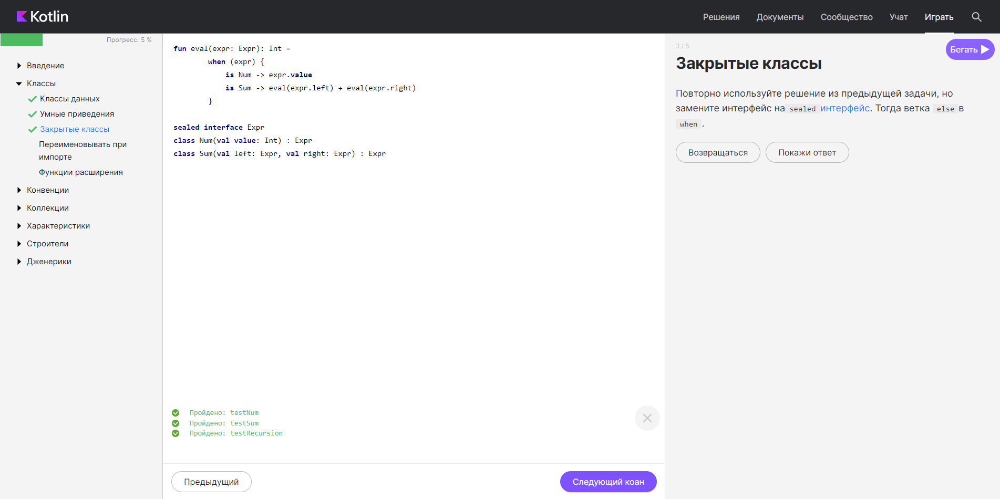 Kotlin
Решения
Документы
Сообщество
Учат
Играть
Прогресс: 5 %
Введение
Классы
Классы данных
Умные приведения
Закрытые классы
Переименовывать при
импорте
Функции расширения
Конвенции
Коллекции
Характеристики
Строители
Дженерики
fun eval(expr: Expr): Int =
        when (expr) {
            is Num -> expr.value
            is Sum -> eval(expr.left) + eval(expr.right)
        }
sealed interface Expr
class Num(val value: Int) : Expr
class Sum(val left: Expr, val right: Expr) : Expr
Пройдено: testNum
Пройдено: testSum
Пройдено: testRecursion
Предыдущий
Следующий коан
3 / 5
Бегать
Закрытые классы
Повторно используйте решение из предыдущей задачи, но
замените интерфейс на sealed интерфейс. Тогда ветка else в
when .
Возвращаться
Покажи ответ